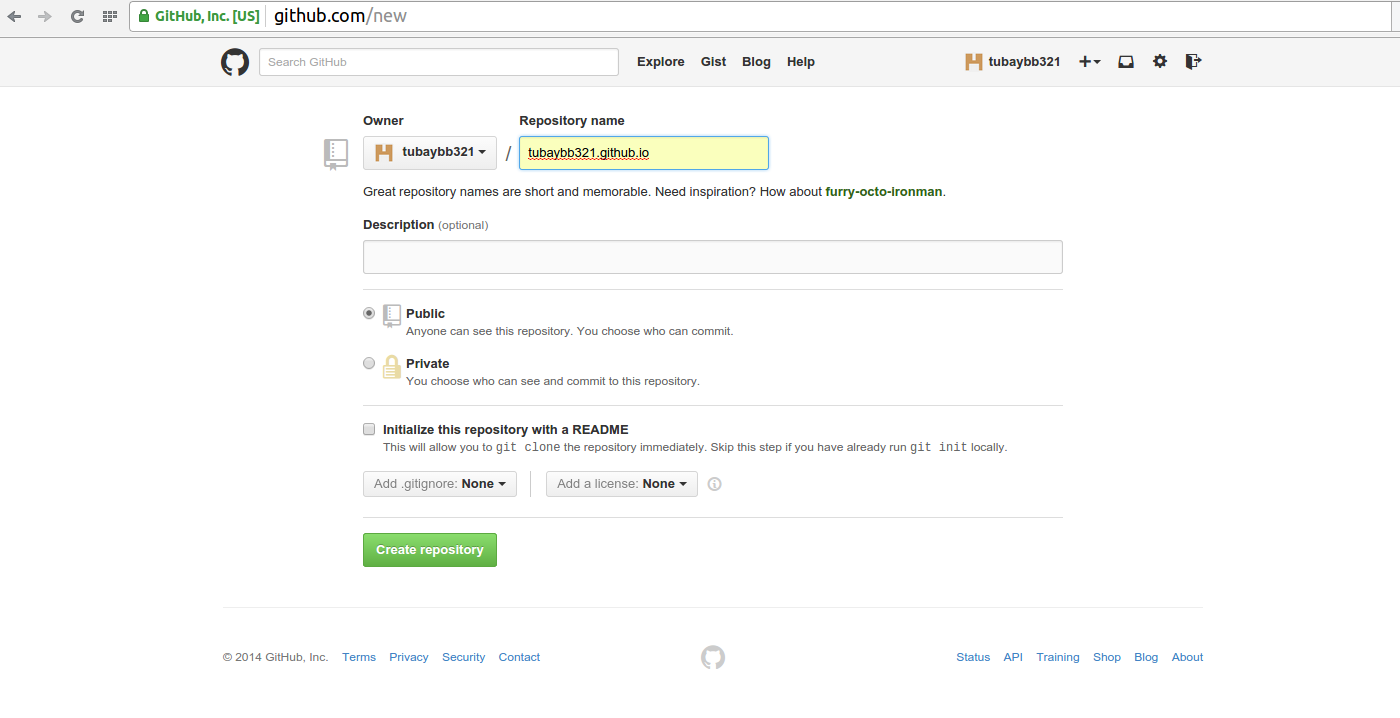 GitHub, Inc. [US] github.com/new
Search GitHub Explore Gist Blog Help tubaybb321
Owner Repository name
tubaybb321 / tubaybb321.github.io
Great repository names are short and memorable. Need inspiration? How about furry-octo-ironman.
Description (optional)
Public
Anyone can see this repository. You choose who can commit.
Private
You choose who can see and commit to this repository.
Initialize this repository with a README
This will allow you to git clone the repository immediately. Skip this step if you have already run git init locally.
Add .gitignore: None Add a license: None
Create repository
© 2014 GitHub, Inc. Terms Privacy Security Contact Status API Training Shop Blog About